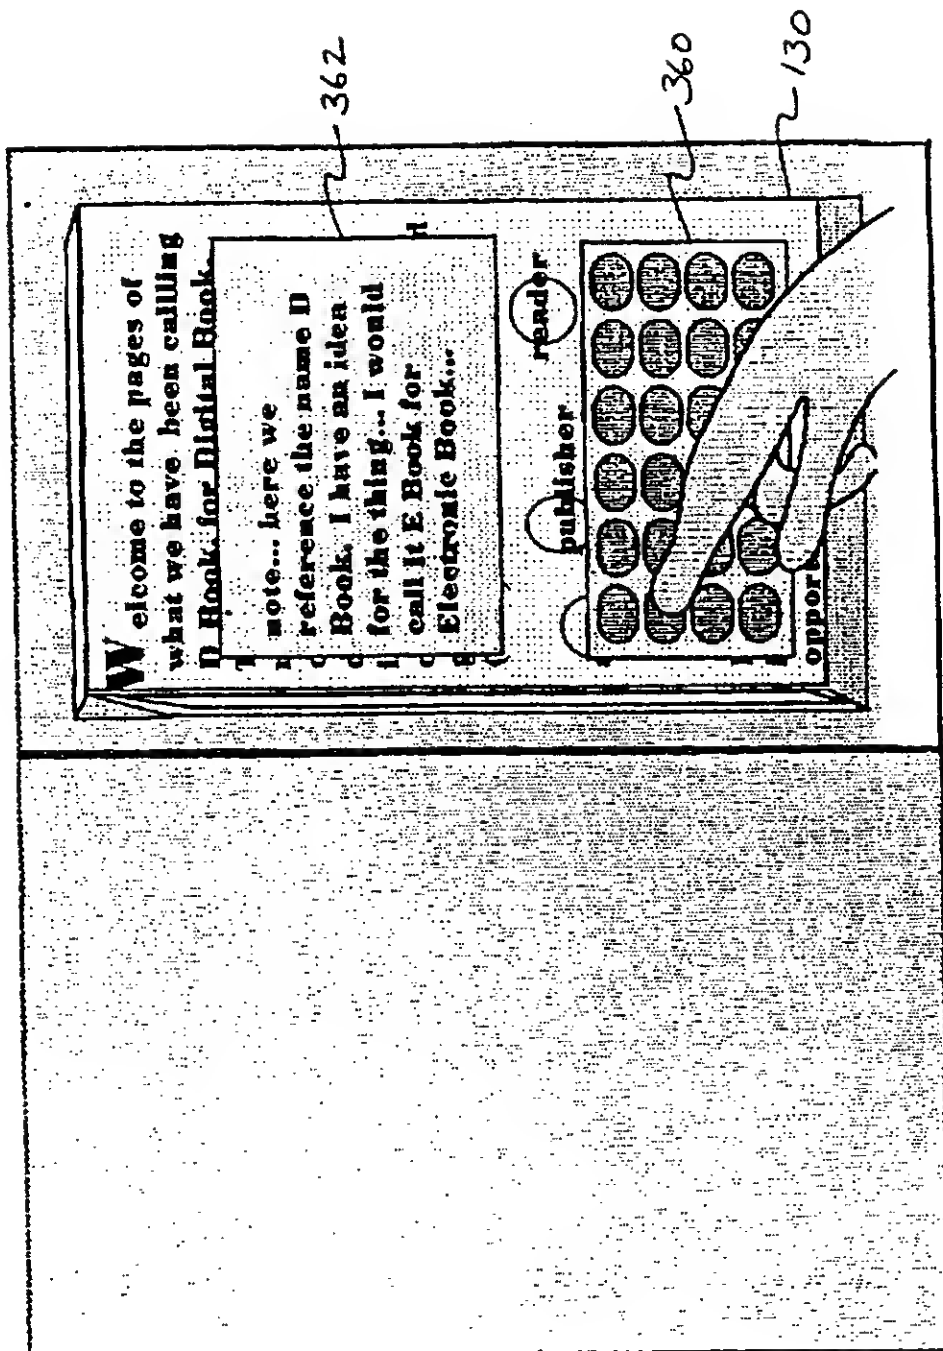 Welcome to the pages of
what we have been callling
D Book, for Digital Book.
note... here we
reference the name D
Book. I have an idea
for the thing... I would
call it E Book for
Electronic Book...
publisher
reader
362
360
130